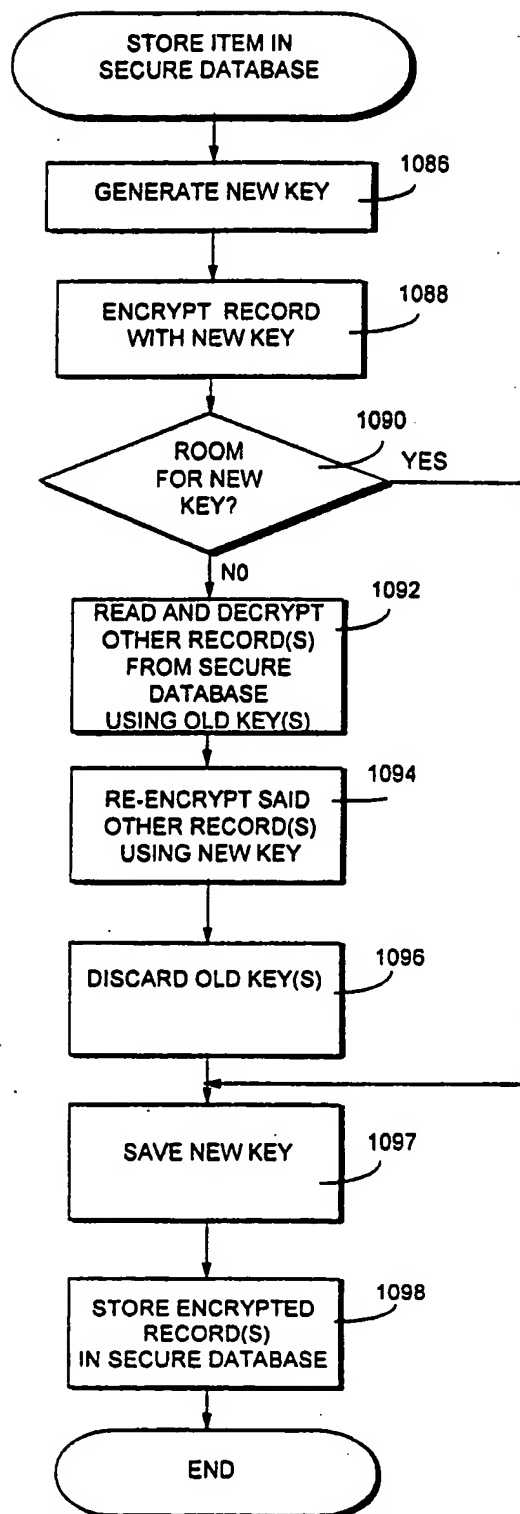 STORE ITEM IN
SECURE DATABASE
1086
GENERATE NEW KEY
1088
ENCRYPT RECORD
WITH NEW KEY
1090
ROOM
FOR NEW
KEY?
YES
NO
1092
READ AND DECRYPT
OTHER RECORD(S)
FROM SECURE
DATABASE
USING OLD KEY(S)
1094
RE-ENCRYPT SAID
OTHER RECORD(S)
USING NEW KEY
1096
DISCARD OLD KEY(S)
SAVE NEW KEY
1097
STORE ENCRYPTED
RECORD(S)
IN SECURE DATABASE
1098
END